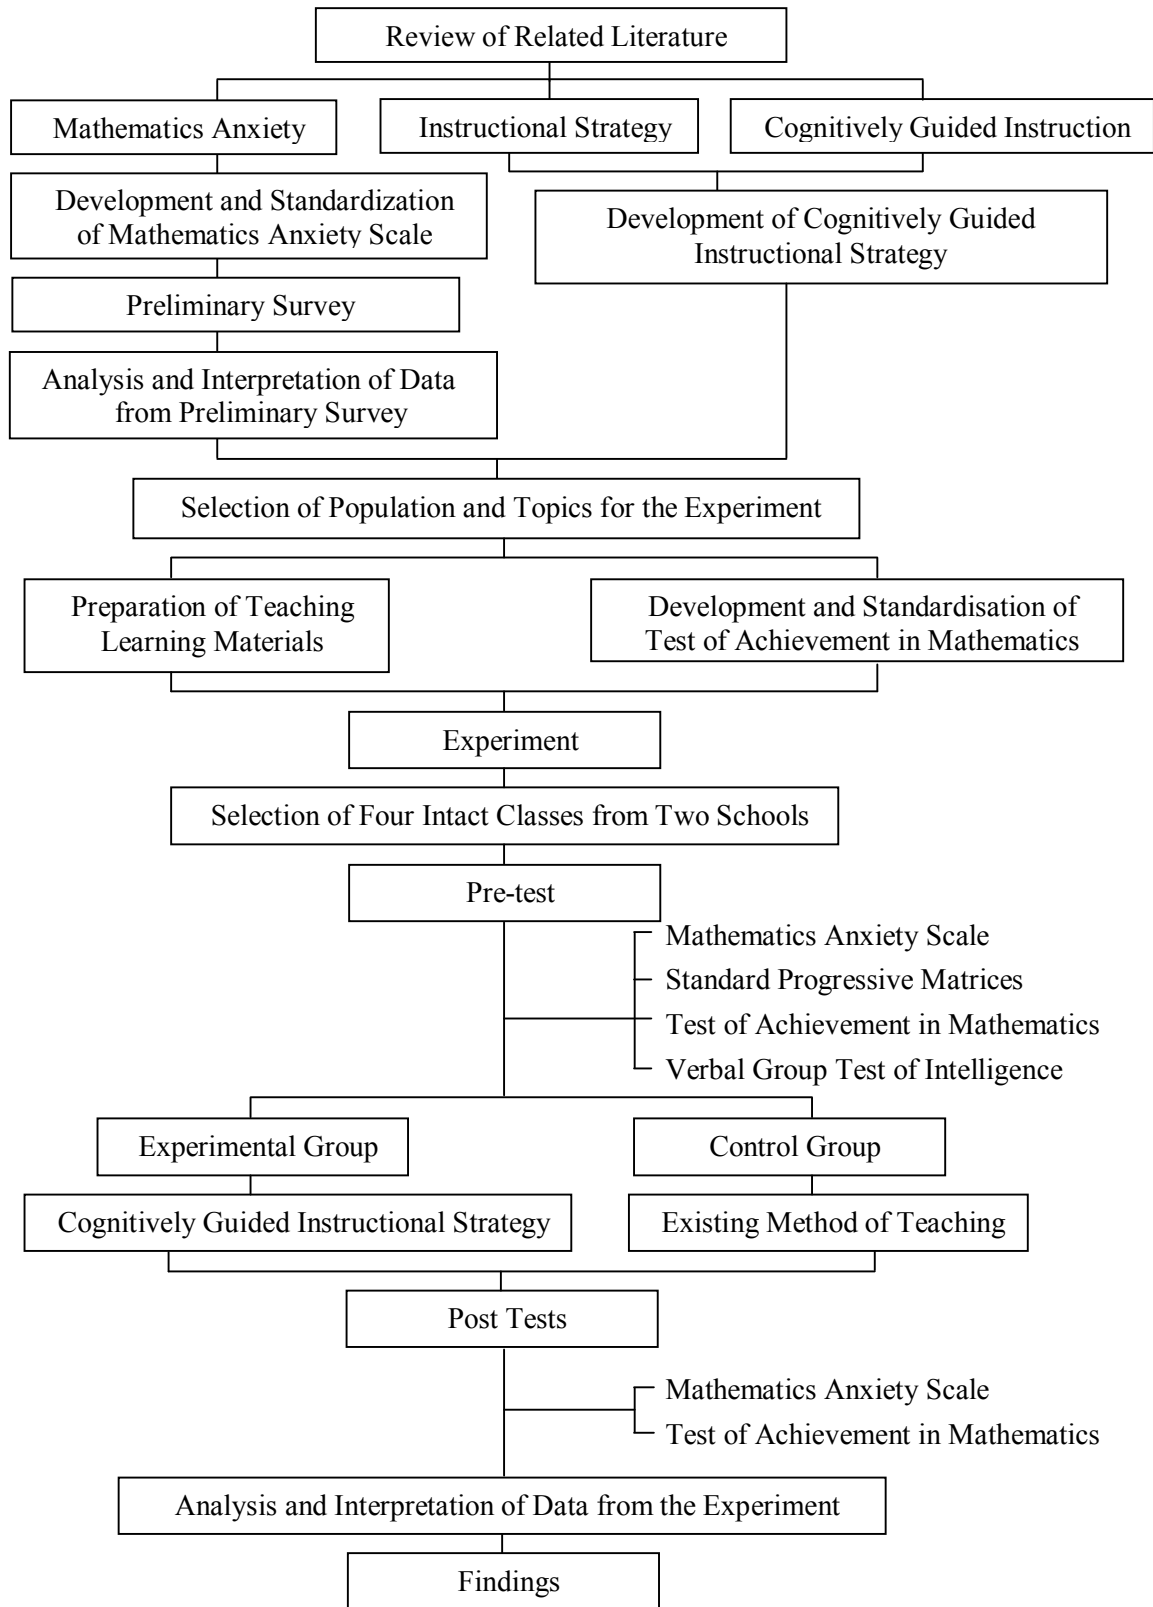 Review of Related Literature
Mathematics Anxiety
Instructional Strategy
Cognitively Guided Instruction
Development and Standardization
of Mathematics Anxiety Scale
Development of Cognitively Guided
Instructional Strategy
Preliminary Survey
Analysis and Interpretation of Data
from Preliminary Survey
Selection of Population and Topics for the Experiment
Preparation of Teaching
Learning Materials
Development and Standardisation of
Test of Achievement in Mathematics
Experiment
Selection of Four Intact Classes from Two Schools
Pre-test
Mathematics Anxiety Scale
Standard Progressive Matrices
Test of Achievement in Mathematics
Verbal Group Test of Intelligence
Experimental Group
Control Group
Cognitively Guided Instructional Strategy
Existing Method of Teaching
Post Tests
Mathematics Anxiety Scale
Test of Achievement in Mathematics
Analysis and Interpretation of Data from the Experiment
Findings